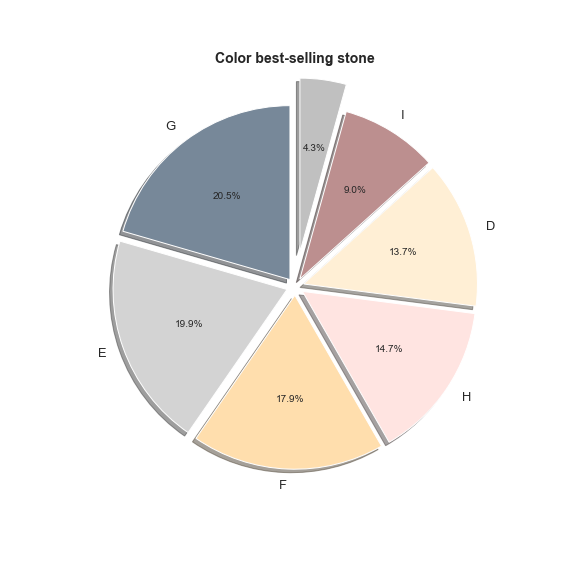 Color best-selling stone
G
I
4.3%
9.0%
20.5%
D
13.7%
19.9%
14.7%
E
H
17.9%
F